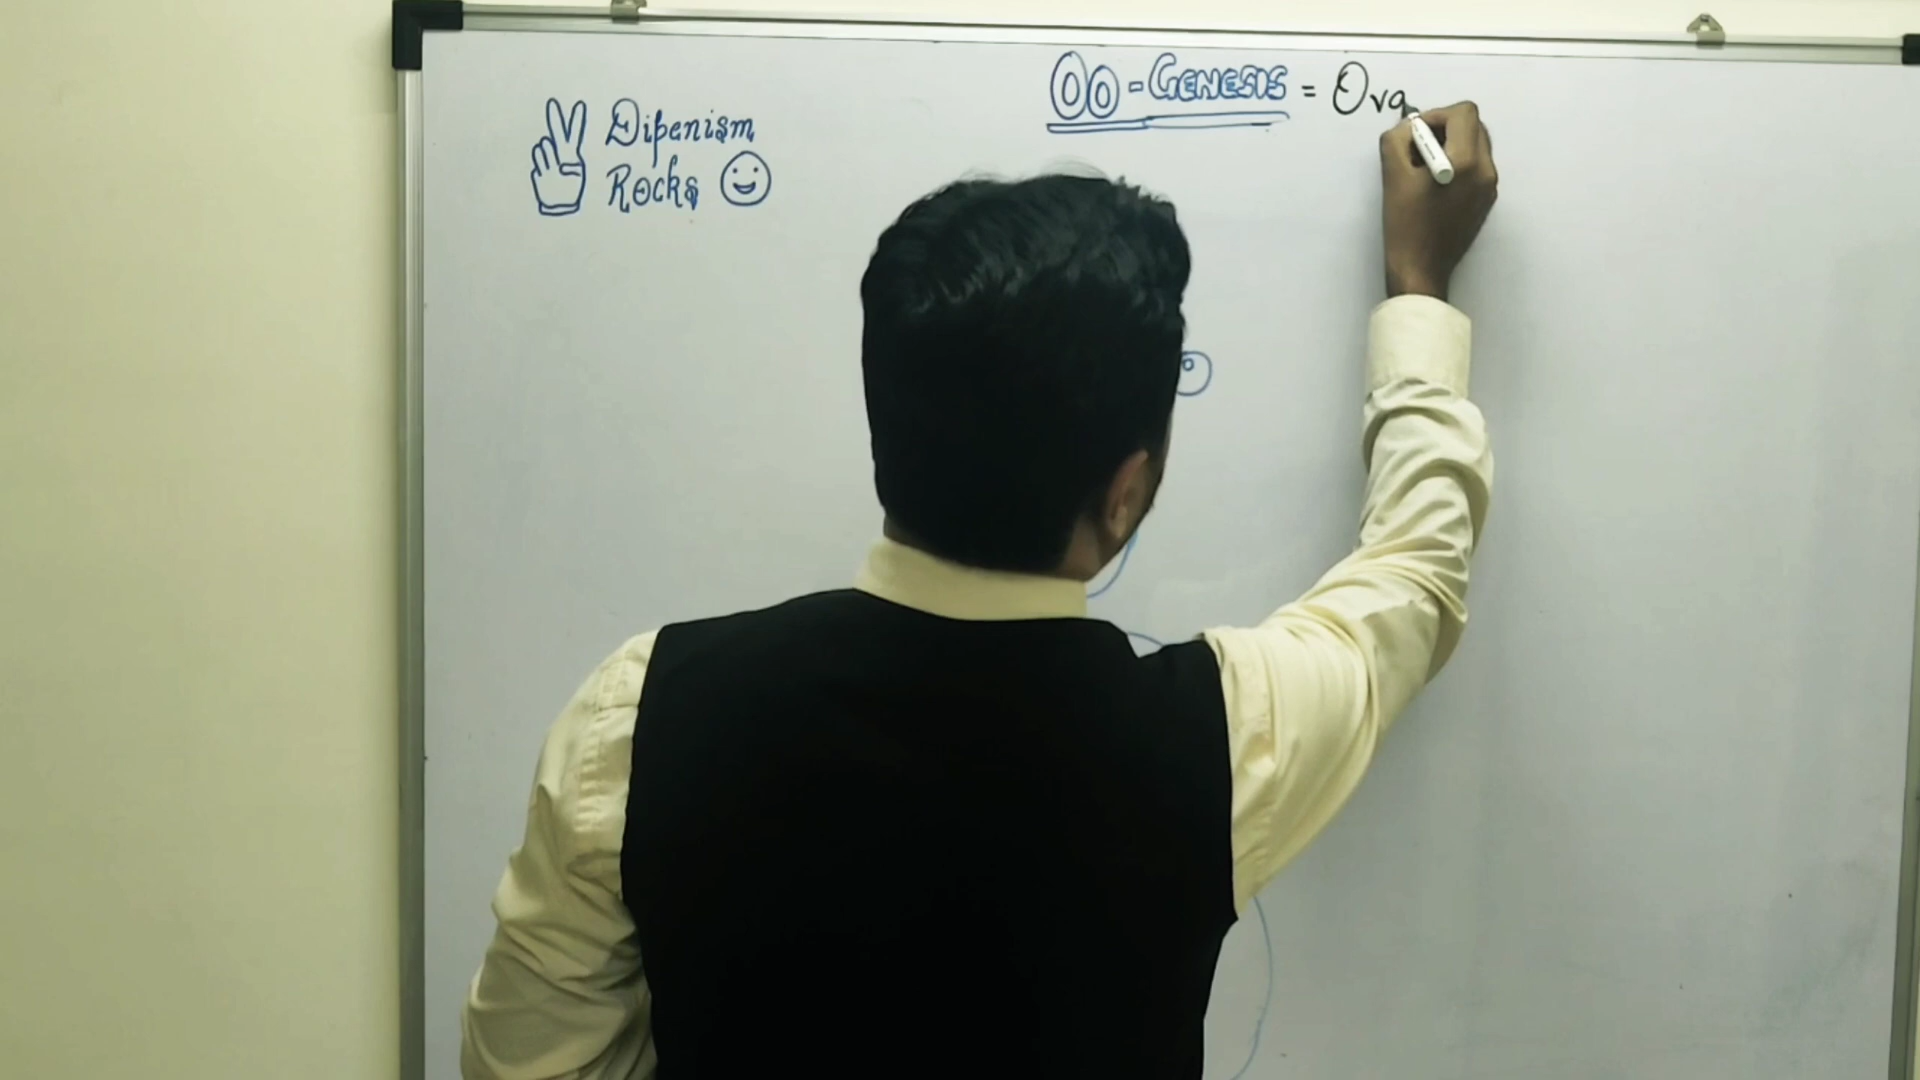 Dipenism
Rocks
OO-GENESIS = Ova